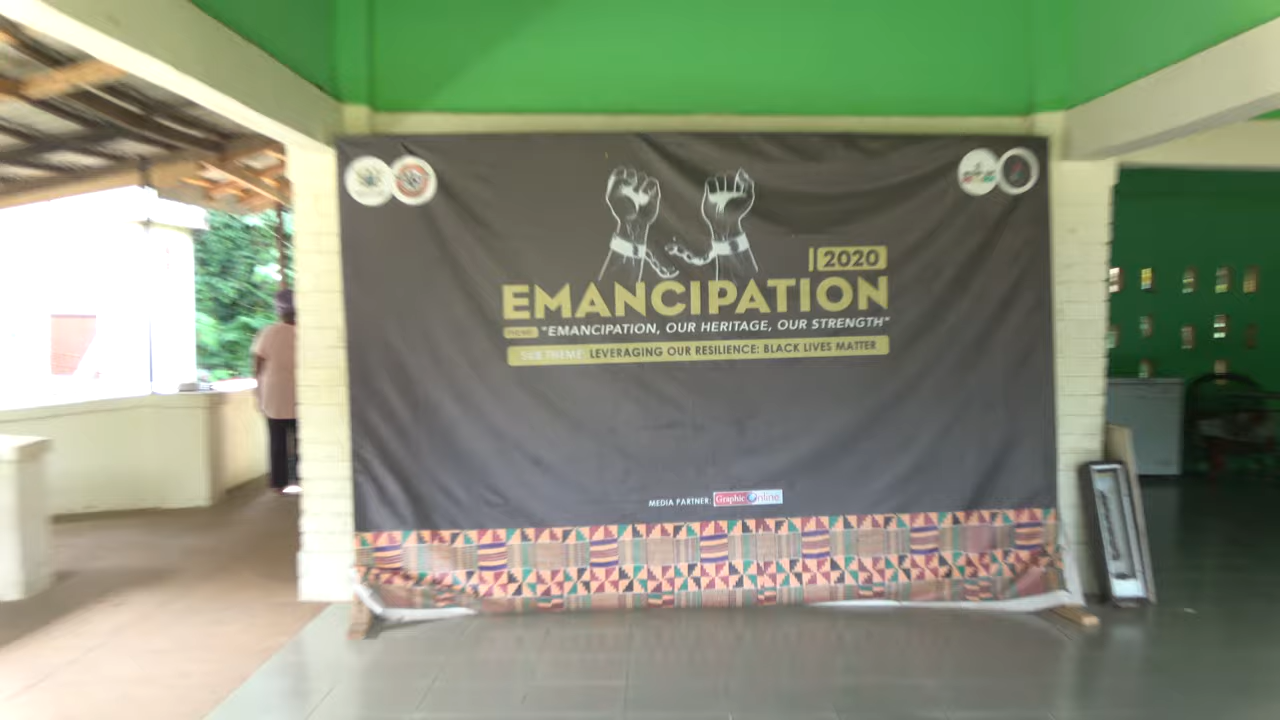 2020
EMANCIPATION
"EMANCIPATION, OUR HERITAGE, OUR STRENGTH"
SUB THEME: LEVERAGING OUR RESILIENCE: BLACK LIVES MATTER
MEDIA PARTNER: Graphic Online